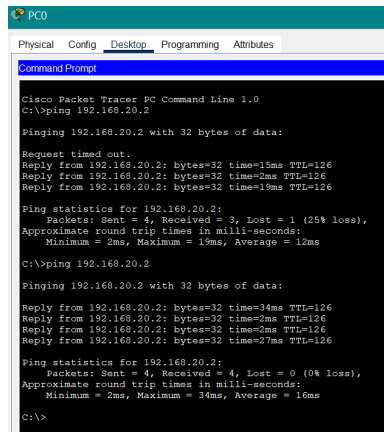 PC0
Physical Config Desktop Programming Attributes
Command Prompt
Cisco Packet Tracer PC Command Line 1.0
C:\>ping 192.168.20.2
Pinging 192.168.20.2 with 32 bytes of data:
Request timed out.
Reply from 192.168.20.2: bytes=32 time=15ms TTL=126
Reply from 192.168.20.2: bytes=32 time=2ms TTL=126
Reply from 192.168.20.2: bytes=32 time=19ms TTL=126
Ping statistics for 192.168.20.2:
Packets: Sent = 4, Received = 3, Lost = 1 (25% loss),
Approximate round trip times in milli-seconds:
Minimum = 2ms, Maximum = 19ms, Average = 12ms
C:\>ping 192.168.20.2
Pinging 192.168.20.2 with 32 bytes of data:
Reply from 192.168.20.2: bytes=32 time=34ms TTL=126
Reply from 192.168.20.2: bytes=32 time=2ms TTL=126
Reply from 192.168.20.2: bytes=32 time=2ms TTL=126
Reply from 192.168.20.2: bytes=32 time=27ms TTL=126
Ping statistics for 192.168.20.2:
Packets: Sent = 4, Received = 4, Lost = 0 (0% loss),
Approximate round trip times in milli-seconds:
Minimum = 2ms, Maximum = 34ms, Average = 16ms
C:\>